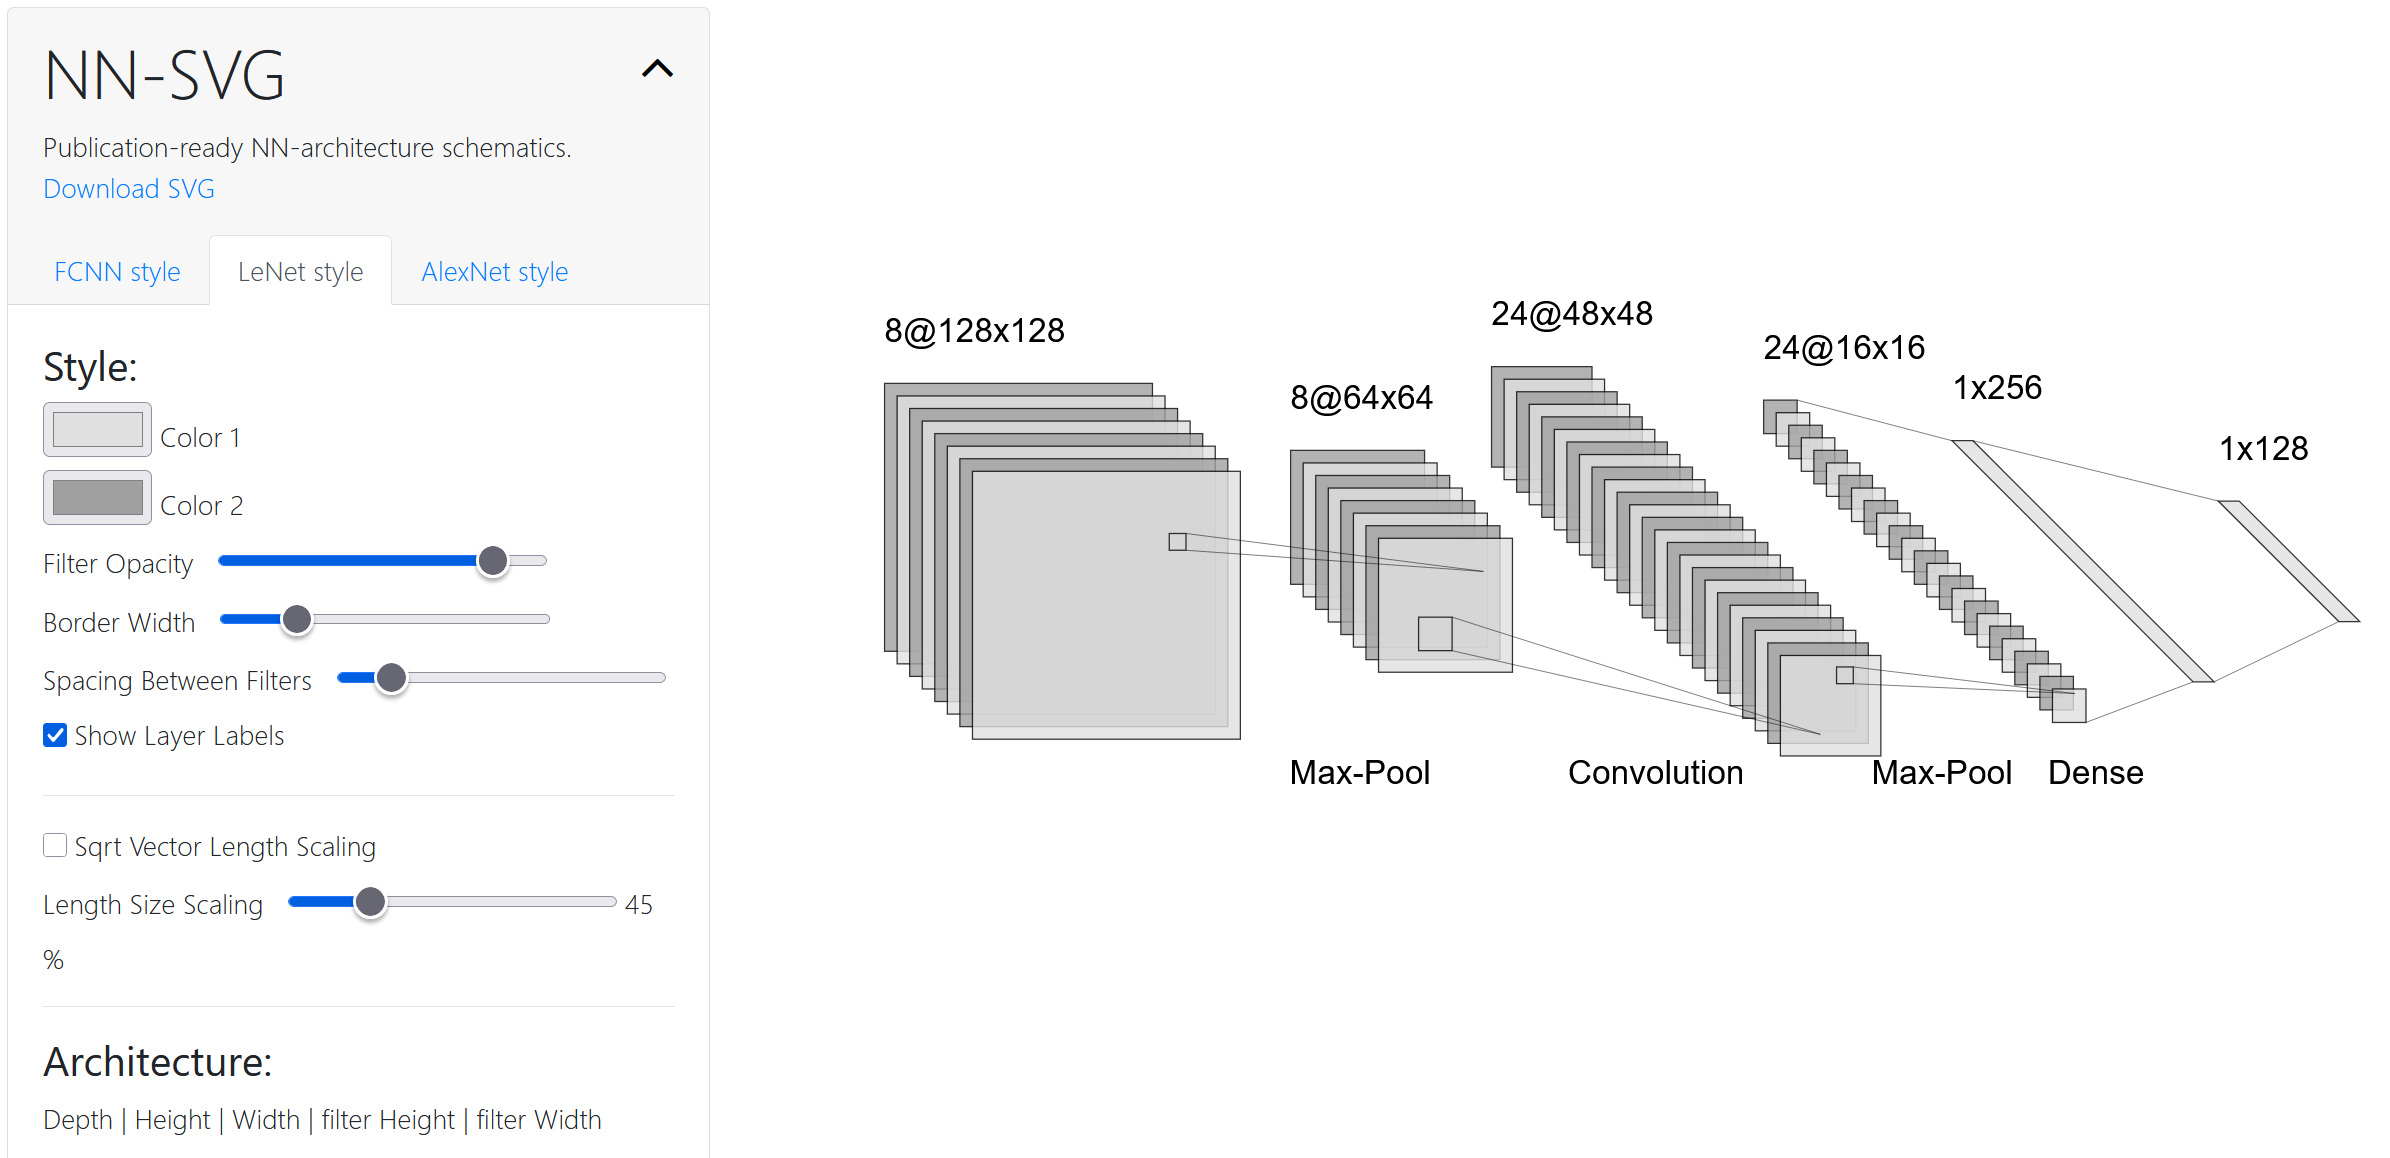 NN-SVG
Publication-ready NN-architecture schematics.
Download SVG
FCNN style
LeNet style
AlexNet style
Style:
Color 1
Color 2
Filter Opacity
Border Width
Spacing Between Filters
Show Layer Labels
Sqrt Vector Length Scaling
Length Size Scaling 45
%
Architecture:
Depth | Height | Width | filter Height | filter Width
8@128x128
8@64x64
24@48x48
24@16x16
1x256
1x128
Max-Pool
Convolution
Max-Pool
Dense